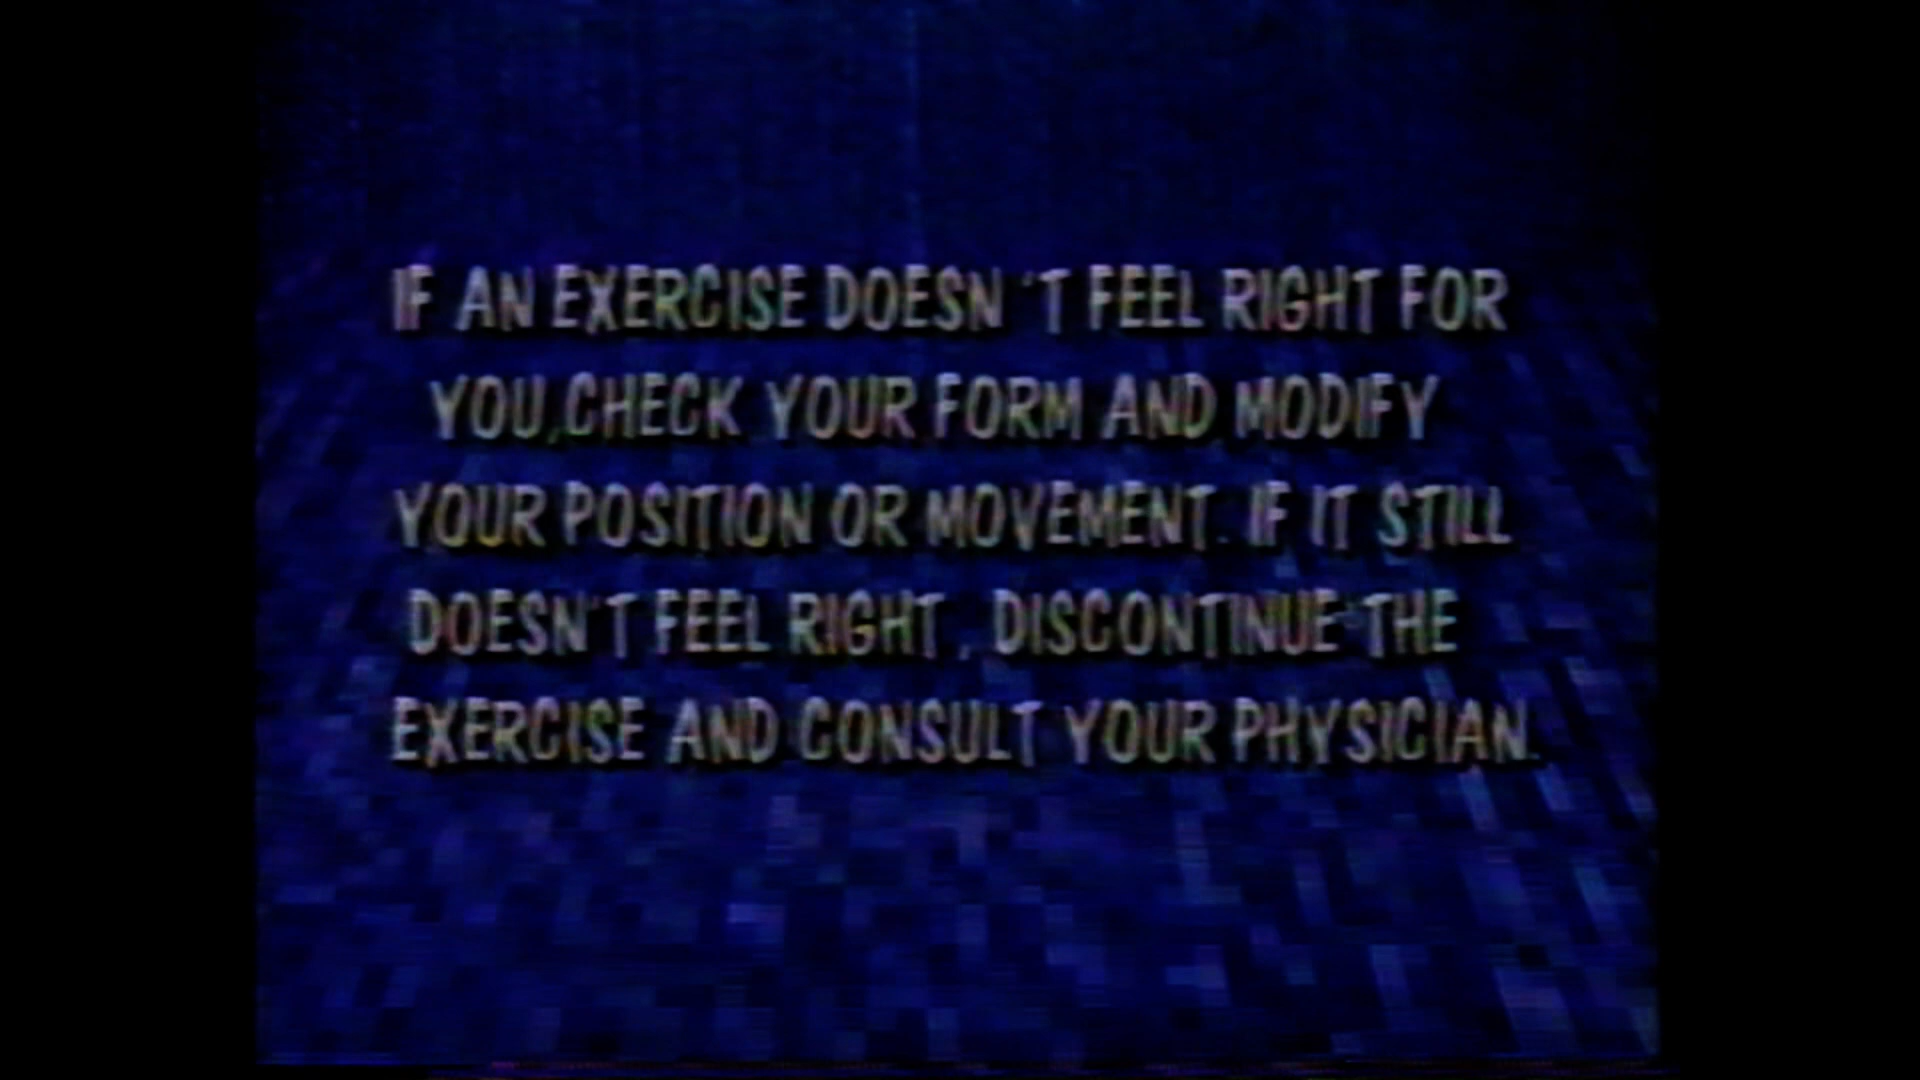 IF AN EXERCISE DOESN 'T FEEL RIGHT FOR
YOU,CHECK YOUR FORM AND MODIFY
YOUR POSITION OR MOVEMENT. IF IT STILL
DOESN'T FEEL RIGHT , DISCONTINUE THE
EXERCISE AND CONSULT YOUR PHYSICIAN.